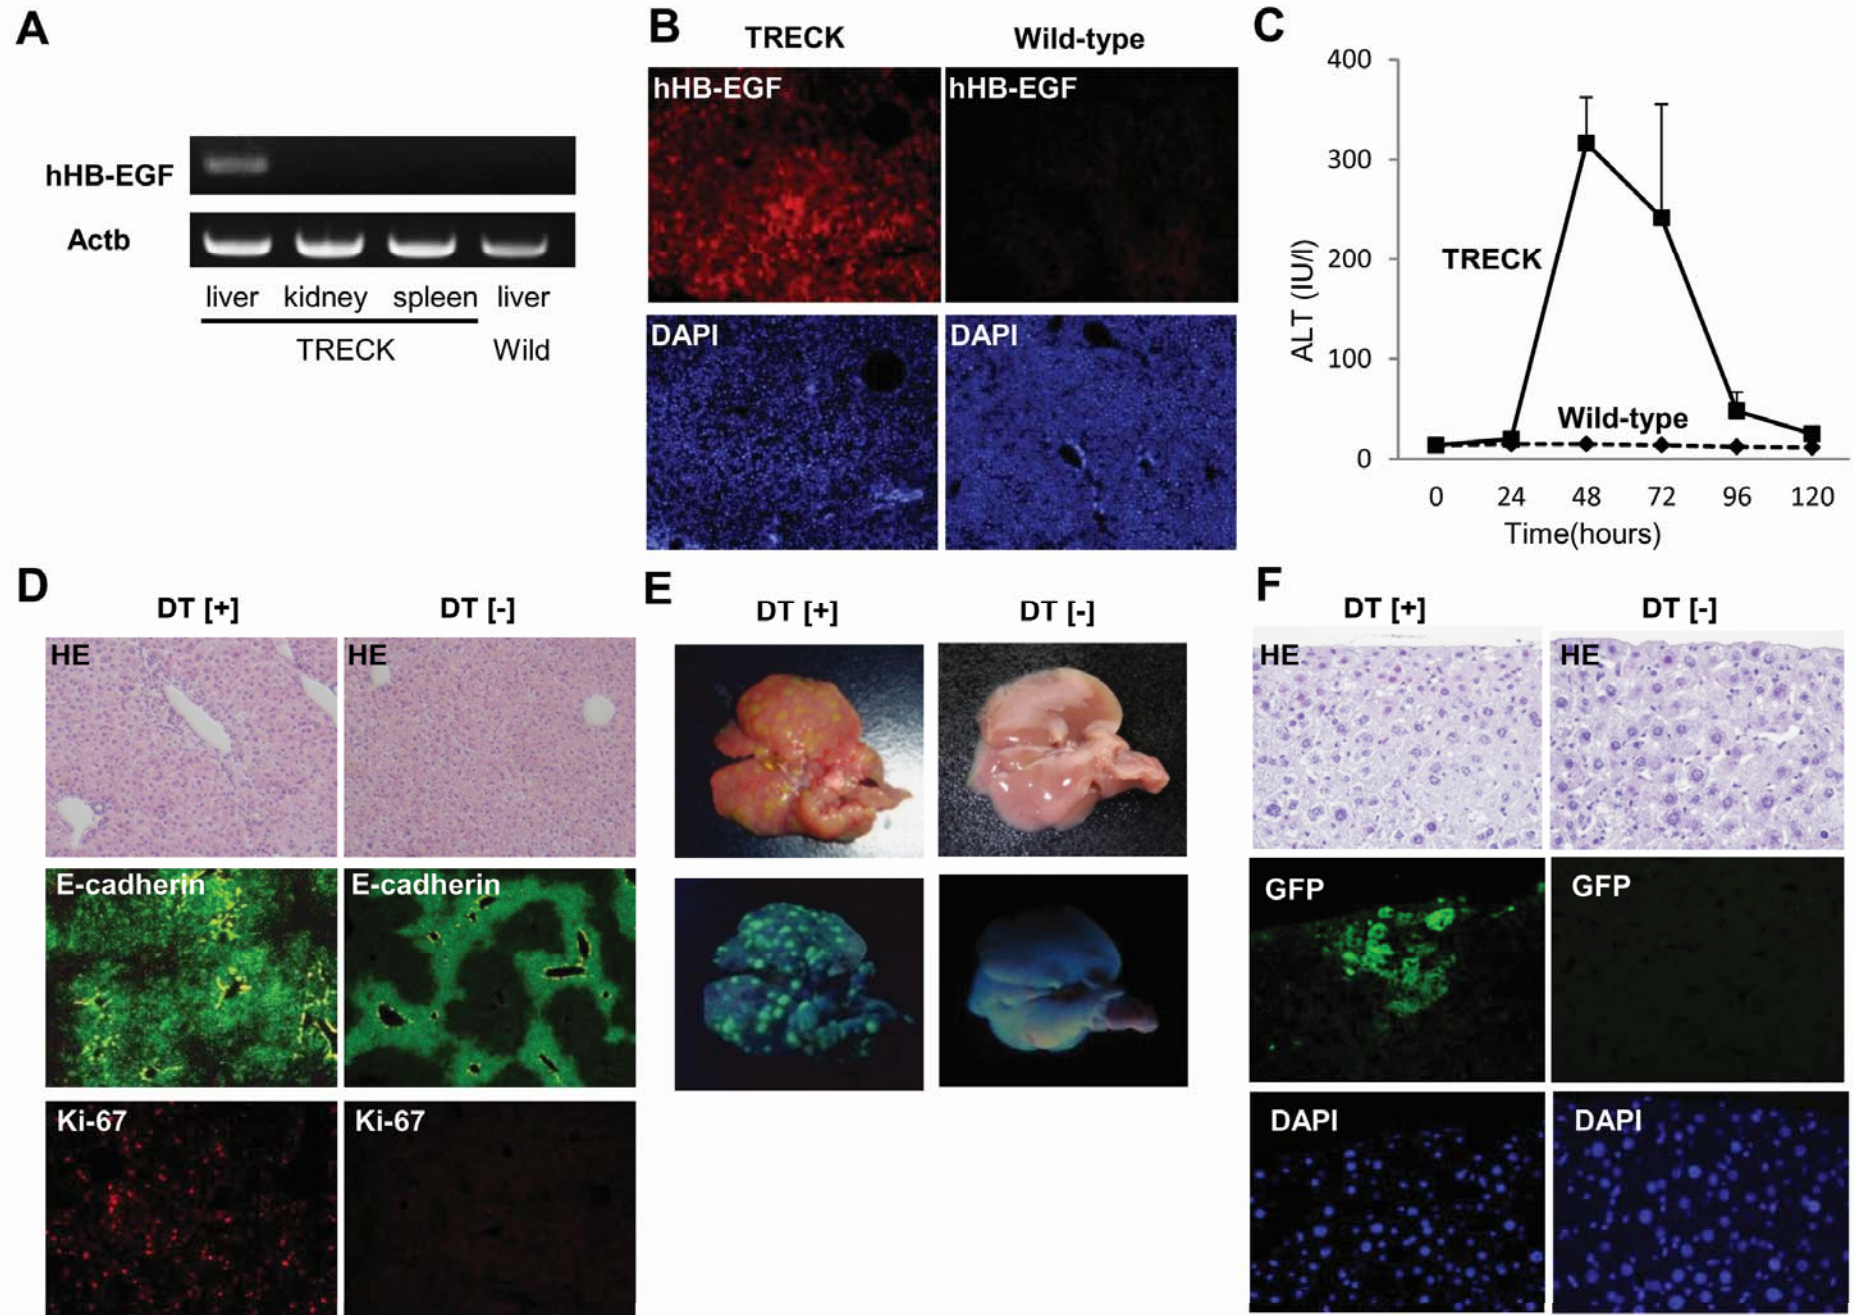 A
hHB-EGF
Actb
liver kidney spleen liver
TRECK Wild
B
TRECK Wild-type
hHB-EGF hHB-EGF
DAPI DAPI
C
400
300
200
100
0
ALT (IU/l)
TRECK
Wild-type
0 24 48 72 96 120
Time(hours)
D
DT [+] DT [-]
HE HE
E-cadherin E-cadherin
Ki-67 Ki-67
E
DT [+] DT [-]
F
DT [+] DT [-]
HE HE
GFP GFP
DAPI DAPI